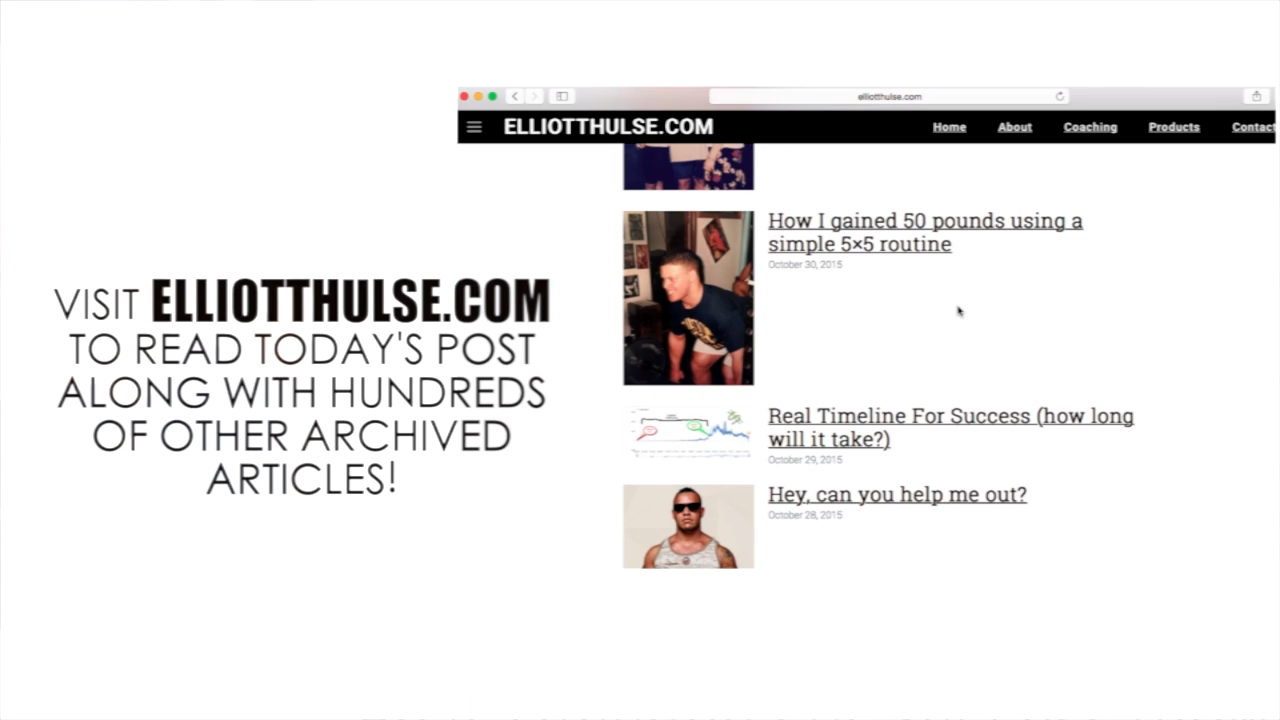 VISIT ELLIOTTHULSE.COM
TO READ TODAY'S POST
ALONG WITH HUNDREDS
OF OTHER ARCHIVED
ARTICLES!
elliotthulse.com
ELLIOTTHULSE.COM
Home About Coaching Products Contact
How I gained 50 pounds using a
simple 5×5 routine
October 30, 2015
Real Timeline For Success (how long
will it take?)
October 29, 2015
Hey, can you help me out?
October 28, 2015